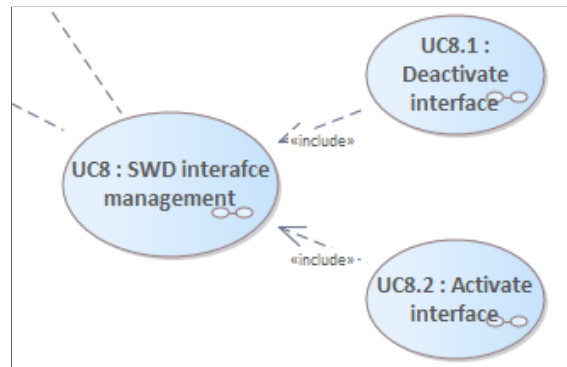 UC8.1 :
Deactivate
interface
«include»
UC8 : SWD interafce
management
«include»
UC8.2 : Activate
interface